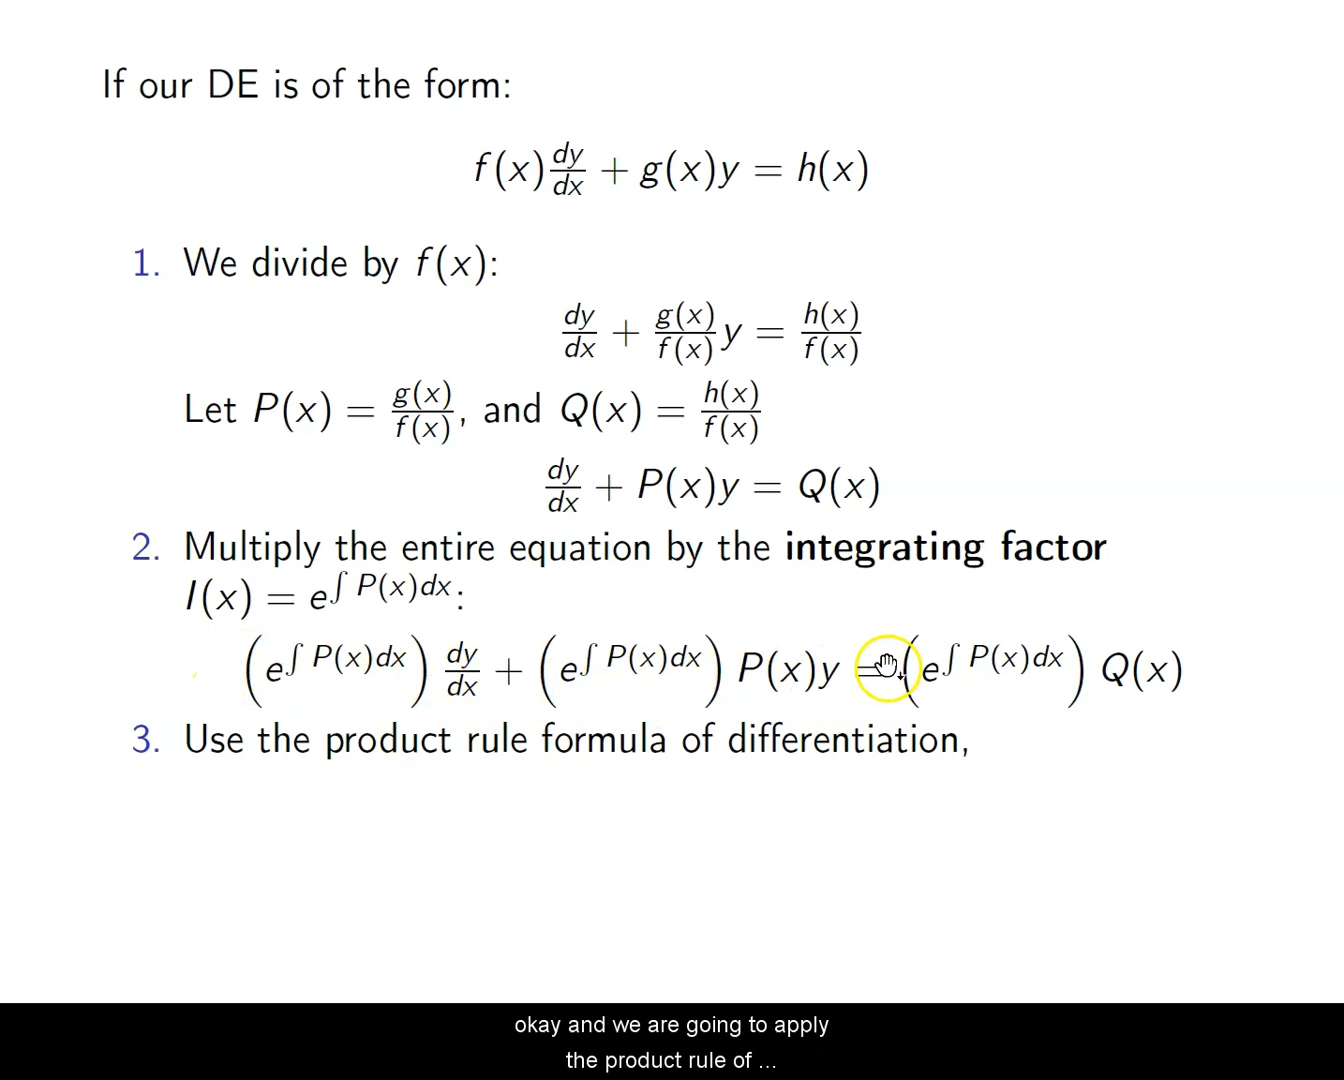 If our DE is of the form:
f(x) dy/dx + g(x)y = h(x)
1. We divide by f(x):
dy/dx + g(x)/f(x) y = h(x)/f(x)
Let P(x) = g(x)/f(x), and Q(x) = h(x)/f(x)
dy/dx + P(x)y = Q(x)
2. Multiply the entire equation by the integrating factor
I(x) = e^∫ P(x)dx:
(e^∫ P(x)dx) dy/dx + (e^∫ P(x)dx) P(x)y = (e^∫ P(x)dx) Q(x)
3. Use the product rule formula of differentiation,
okay and we are going to apply
the product rule of ...